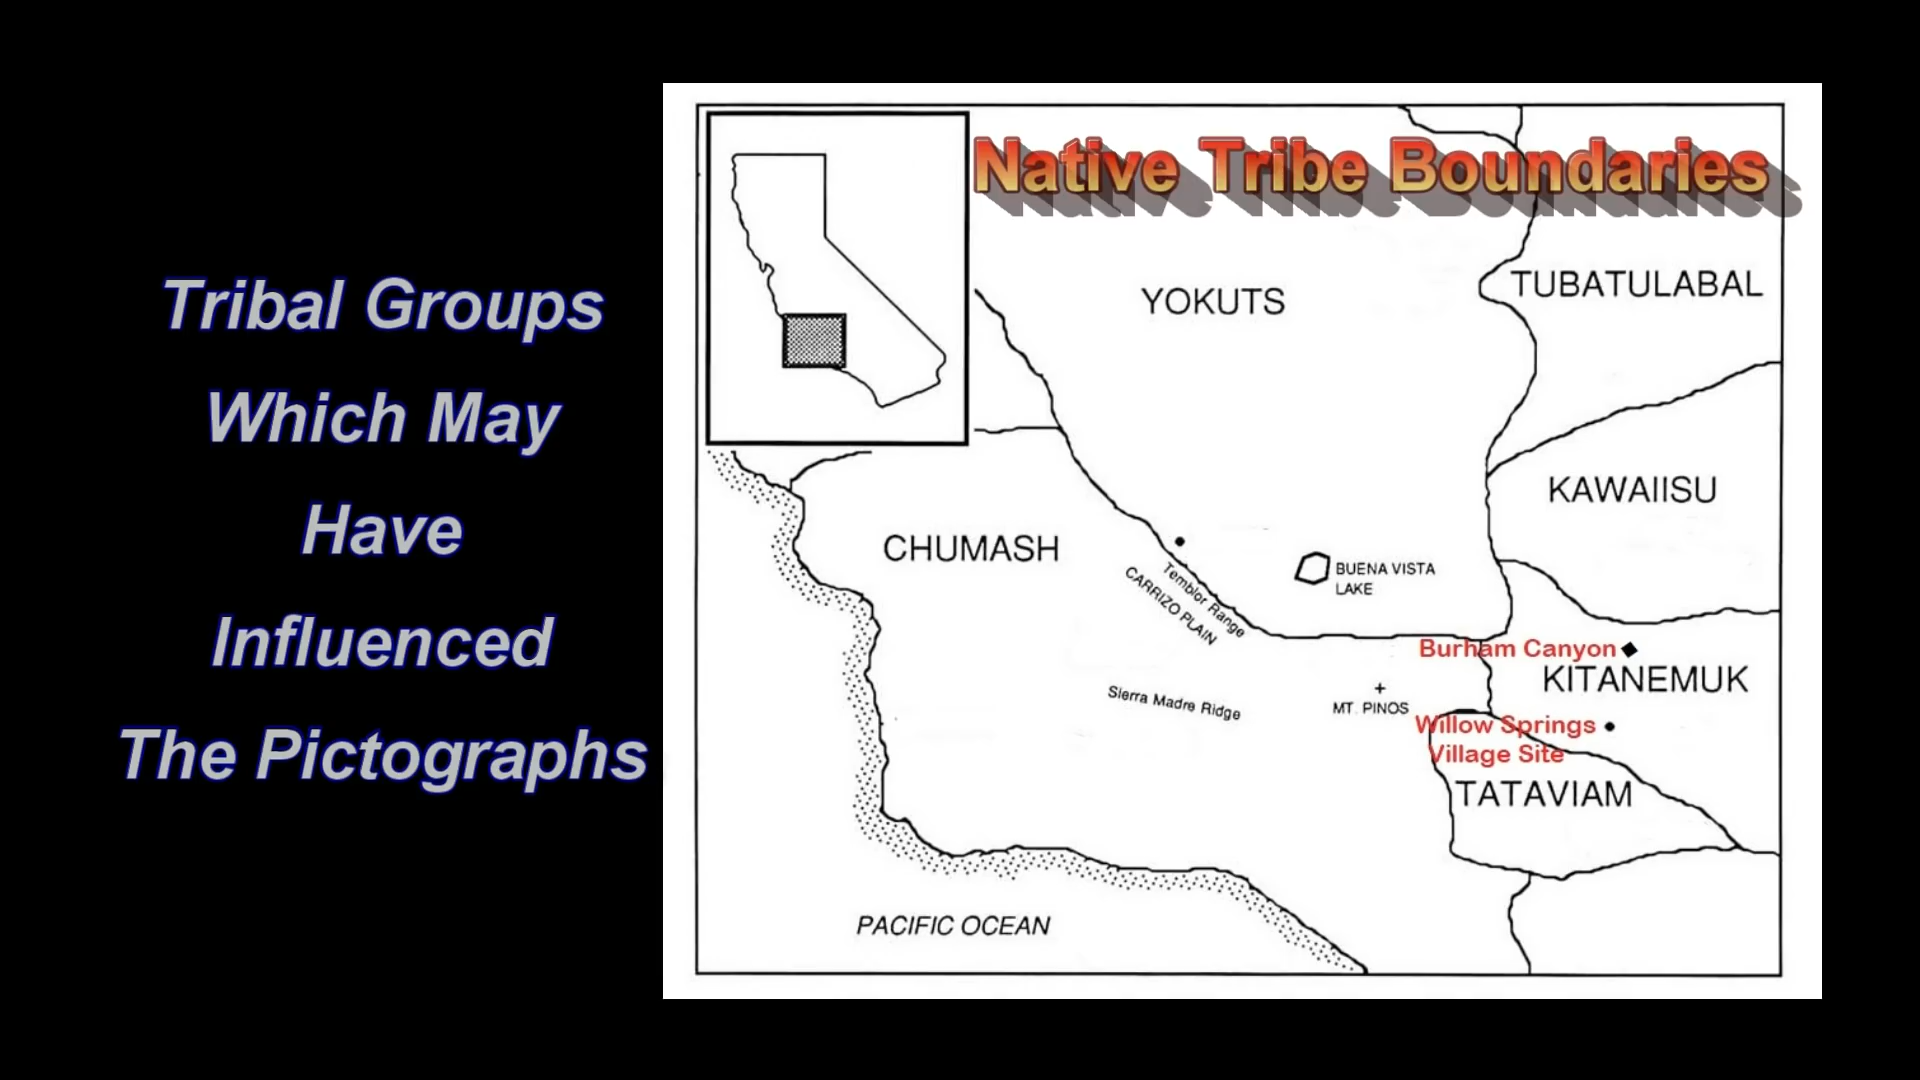 Tribal Groups
Which May
Have
Influenced
The Pictographs
Native Tribe Boundaries
YOKUTS
TUBATULABAL
KAWAIISU
CHUMASH
Temblor Range
CARRIZO PLAIN
BUENA VISTA
LAKE
Burham Canyon
KITANEMUK
Sierra Madre Ridge
MT. PINOS
Willow Springs
Village Site
TATAVIAM
PACIFIC OCEAN